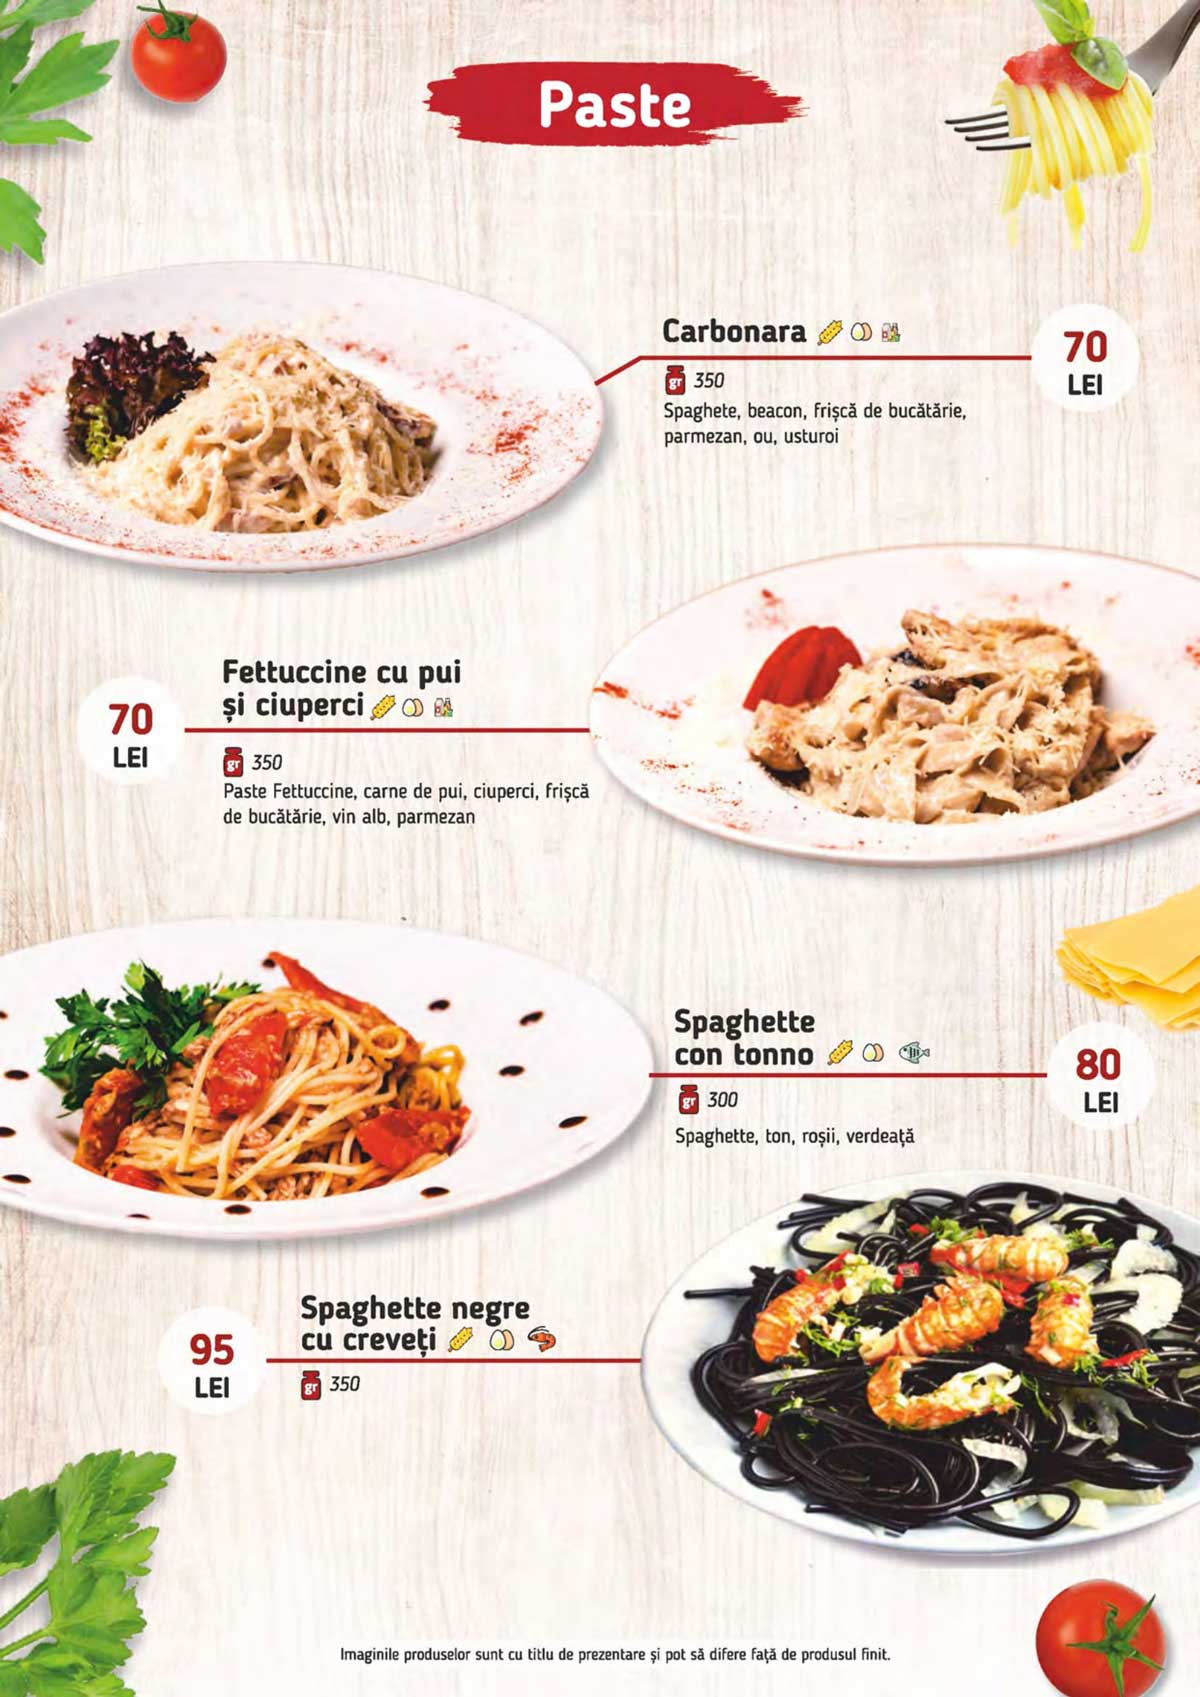 Paste
Carbonara
70
LEI
gr 350
Spaghete, beacon, frișcă de bucătărie,
parmezan, ou, usturoi
Fettuccine cu pui
și ciuperci
70
LEI
gr 350
Paste Fettuccine, carne de pui, ciuperci, frișcă
de bucătărie, vin alb, parmezan
Spaghette
con tonno
80
LEI
gr 300
Spaghette, ton, roșii, verdeață
Spaghette negre
cu creveți
95
LEI
gr 350
Imaginile produselor sunt cu titlu de prezentare și pot să difere față de produsul finit.